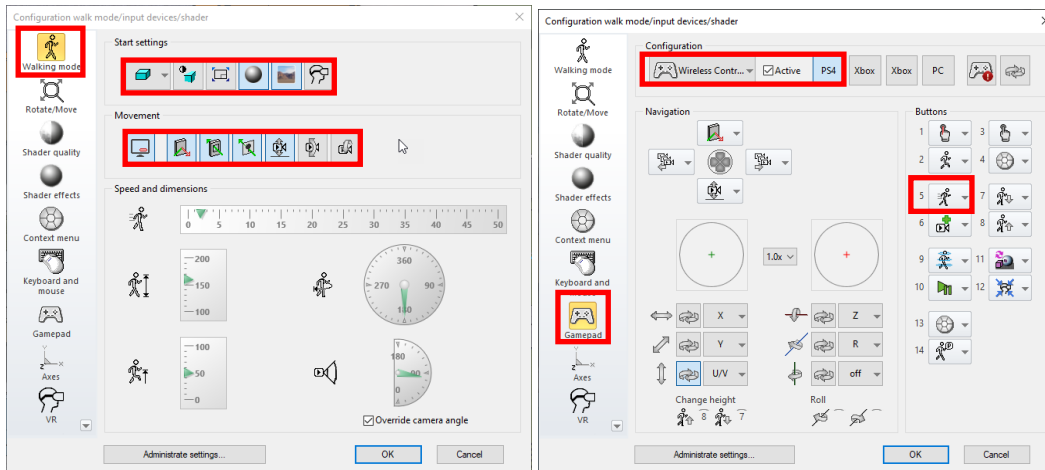 Configuration walk mode/input devices/shader
Walking mode
Rotate/Move
Shader quality
Shader effects
Context menu
Keyboard and
mouse
Gamepad
Axes
VR
Start settings
Movement
Speed and dimensions
0 5 10 15 20 25 30 35 40 45 50
200
150
100
360
270
90
180
100
50
0
180
90
0
Override camera angle
Administrate settings...
OK
Cancel
Configuration walk mode/input devices/shader
Walking mode
Rotate/Move
Shader quality
Shader effects
Context menu
Keyboard and
Gamepad
Axes
VR
Configuration
Wireless Contr...
Active
PS4
Xbox
Xbox
PC
Navigation
1.0x
X
Z
Y
R
U/V
off
Change height
8 7
Roll
Buttons
1 3
2 4
5 7
6 8
9 11
10 12
13
14
Administrate settings...
OK
Cancel